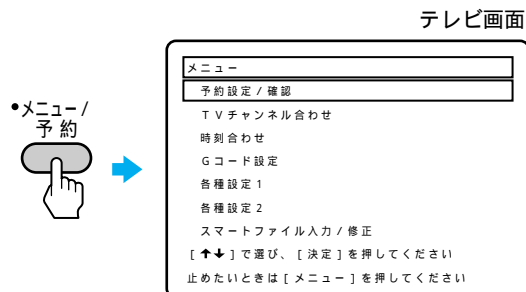 テレビ画面
•メニュー/
予 約
メニュー
予約設定/確認
TVチャンネル合わせ
時刻合わせ
Gコード設定
各種設定1
各種設定2
スマートファイル入力/修正
[↑↓]で選び、[決定]を押してください
止めたいときは[メニュー]を押してください